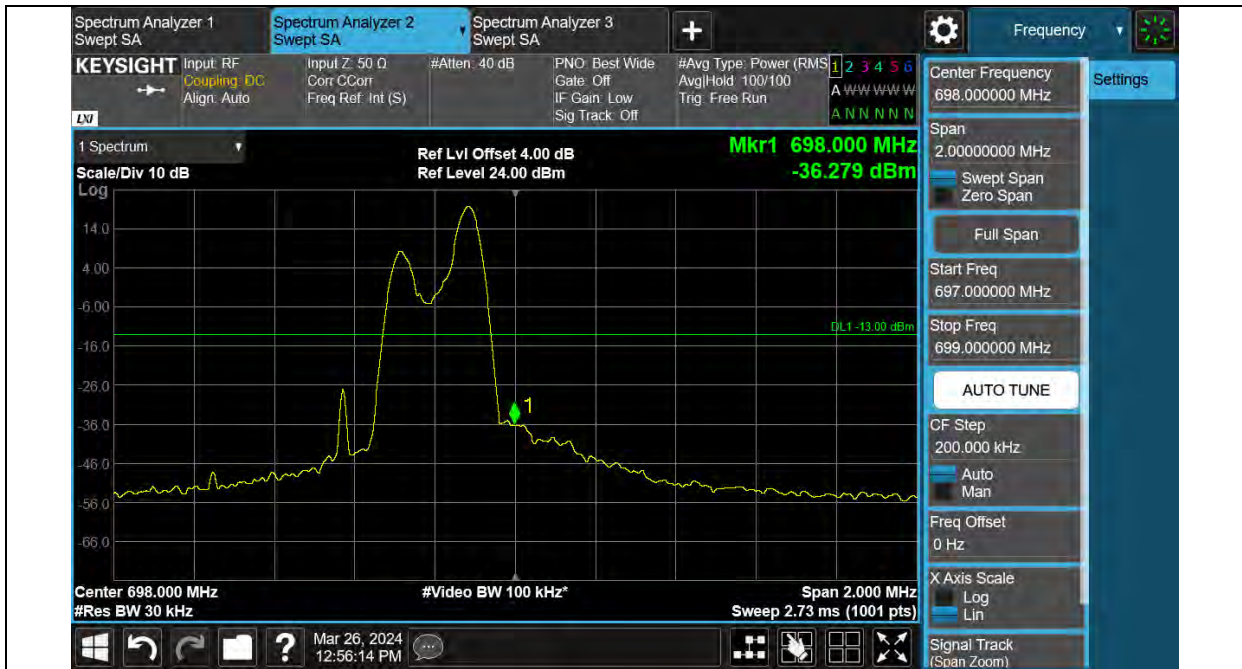 Spectrum Analyzer 1
Swept SA
Spectrum Analyzer 2
Swept SA
Spectrum Analyzer 3
Swept SA
Frequency
KEYSIGHT
LXI
Input: RF
Coupling: DC
Align: Auto
Input Z: 50 Ω
Corr CCorr
Freq Ref: Int (S)
#Atten: 40 dB
PNO: Best Wide
Gate: Off
IF Gain: Low
Sig Track: Off
#Avg Type: Power (RMS
Avg|Hold: 100/100
Trig: Free Run
1 2 3 4 5 6
A W W W W W
A N N N N N
1 Spectrum
Scale/Div 10 dB
Ref Lvl Offset 4.00 dB
Ref Level 24.00 dBm
Mkr1 698.000 MHz
-36.279 dBm
Log
14.0
4.00
-6.00
-16.0
-26.0
-36.0
-46.0
-56.0
-66.0
DL1 -13.00 dBm
1
Center 698.000 MHz
#Res BW 30 kHz
#Video BW 100 kHz*
Span 2.000 MHz
Sweep 2.73 ms (1001 pts)
Mar 26, 2024
12:56:14 PM
Center Frequency
698.000000 MHz
Settings
Span
2.00000000 MHz
Swept Span
Zero Span
Full Span
Start Freq
697.000000 MHz
Stop Freq
699.000000 MHz
AUTO TUNE
CF Step
200.000 kHz
Auto
Man
Freq Offset
0 Hz
X Axis Scale
Log
Lin
Signal Track
(Span Zoom)